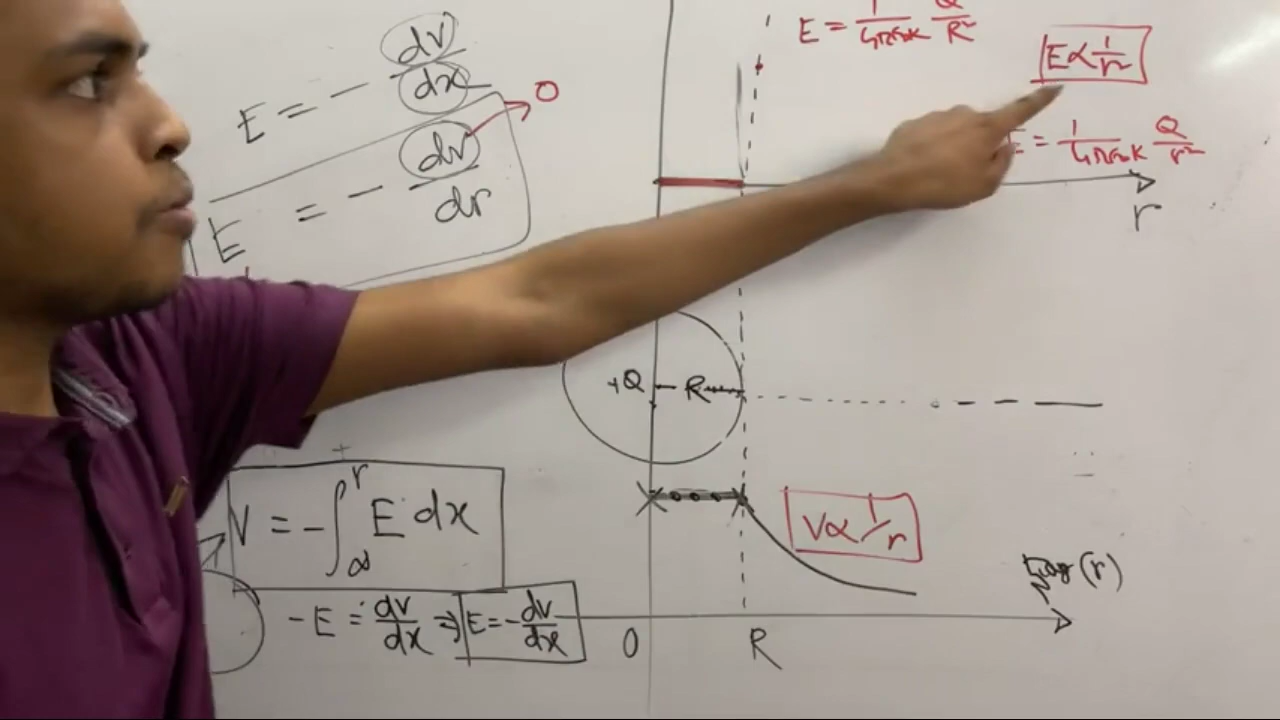 E = - dv/dx
E = - dv/dr → 0
E = 1/4πε₀K Q/R²
E ∝ 1/r²
E = 1/4πε₀K Q/r²
r
+Q R
V = -∫_∞^r E dx
- E = dv/dx ⇒ E = - dv/dx
V ∝ 1/r
(r)
0 R